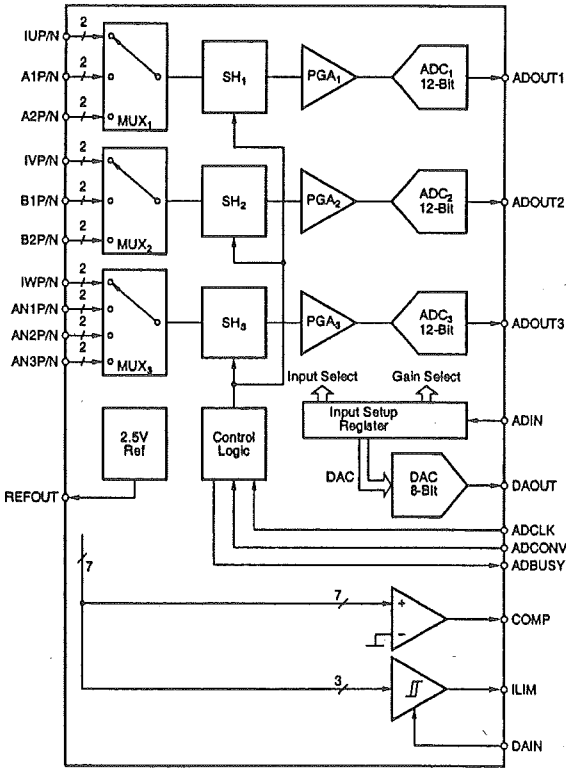 IUP/N 2
A1P/N 2
A2P/N 2
MUX1
SH1
PGA1
ADC1
12-Bit
ADOUT1
IVP/N 2
B1P/N 2
B2P/N 2
MUX2
SH2
PGA2
ADC2
12-Bit
ADOUT2
IWP/N 2
AN1P/N 2
AN2P/N 2
AN3P/N 2
MUX3
SH3
PGA3
ADC3
12-Bit
ADOUT3
Input Select
Gain Select
2.5V
Ref
Control
Logic
Input Setup
Register
ADIN
DAC
DAC
8-Bit
DAOUT
REFOUT
ADCLK
ADCONV
ADBUSY
7
7
+
−
COMP
3
ILIM
DAIN